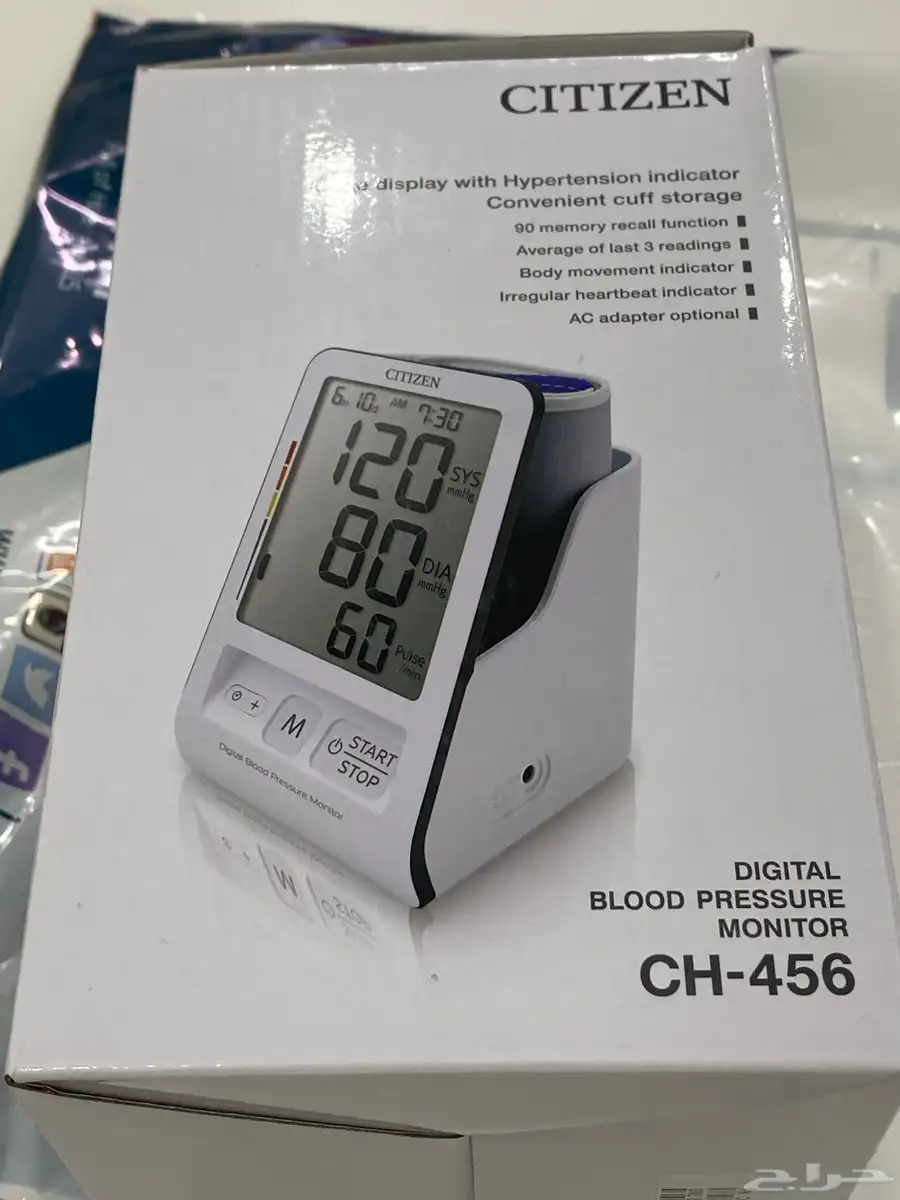 CITIZEN
display with Hypertension indicator
Convenient cuff storage
90 memory recall function
Average of last 3 readings
Body movement indicator
Irregular heartbeat indicator
AC adapter optional
CITIZEN
6m 10d AM 7:30
120 SYS
mmHg
80 DIA
mmHg
60 Pulse
/min
+ M START
STOP
Digital Blood Pressure Monitor
DIGITAL
BLOOD PRESSURE
MONITOR
CH-456
حراج